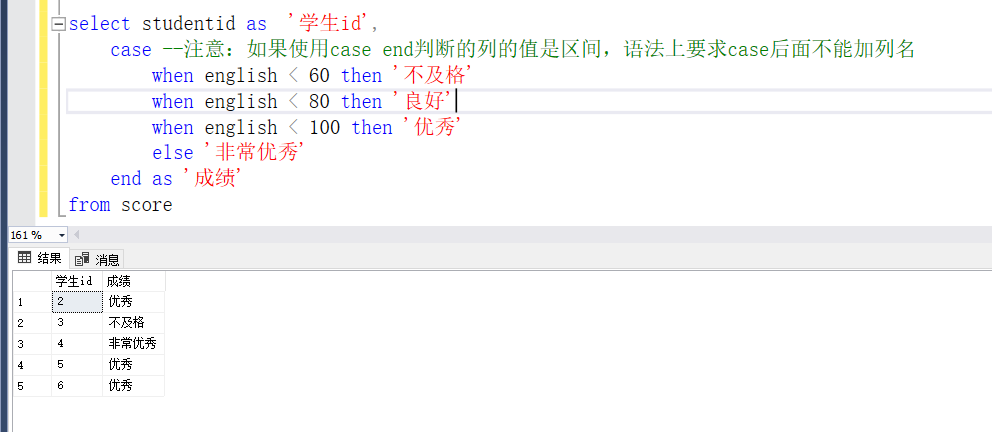 select studentid as  '学生id',
case --注意：如果使用case end判断的列的值是区间，语法上要求case后面不能加列名
when english < 60 then '不及格'
when english < 80 then '良好'
when english < 100 then '优秀'
else '非常优秀'
end as '成绩'
from score
161 %
结果 消息
学生id 成绩
1 2 优秀
2 3 不及格
3 4 非常优秀
4 5 优秀
5 6 优秀